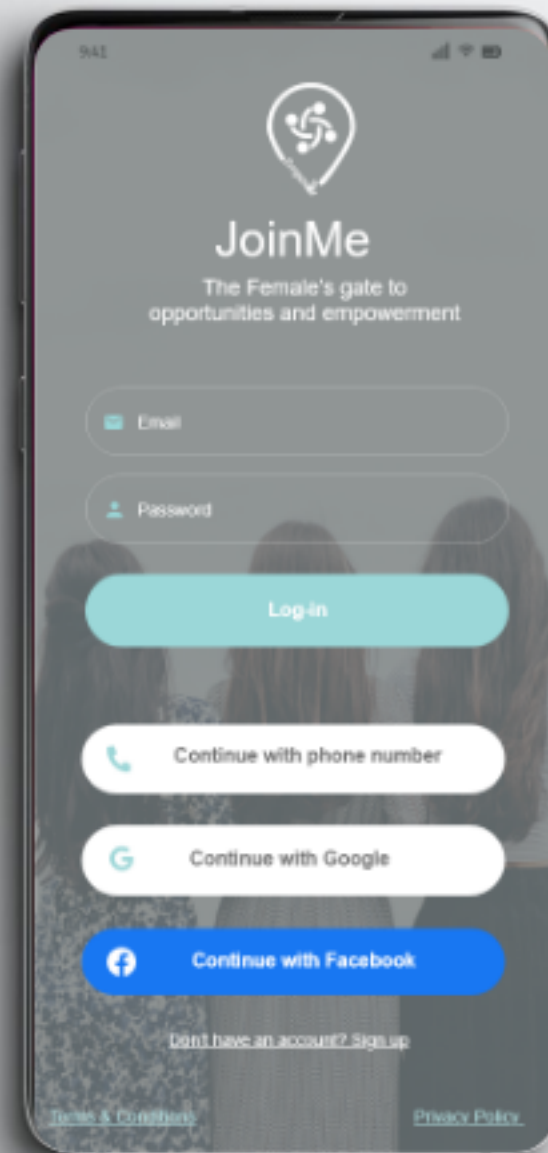 9:41
JoinMe
The Female's gate to
opportunities and empowerment
Email
Password
Log-in
Continue with phone number
Continue with Google
Continue with Facebook
Don't have an account? Sign up
Terms & Conditions
Privacy Policy